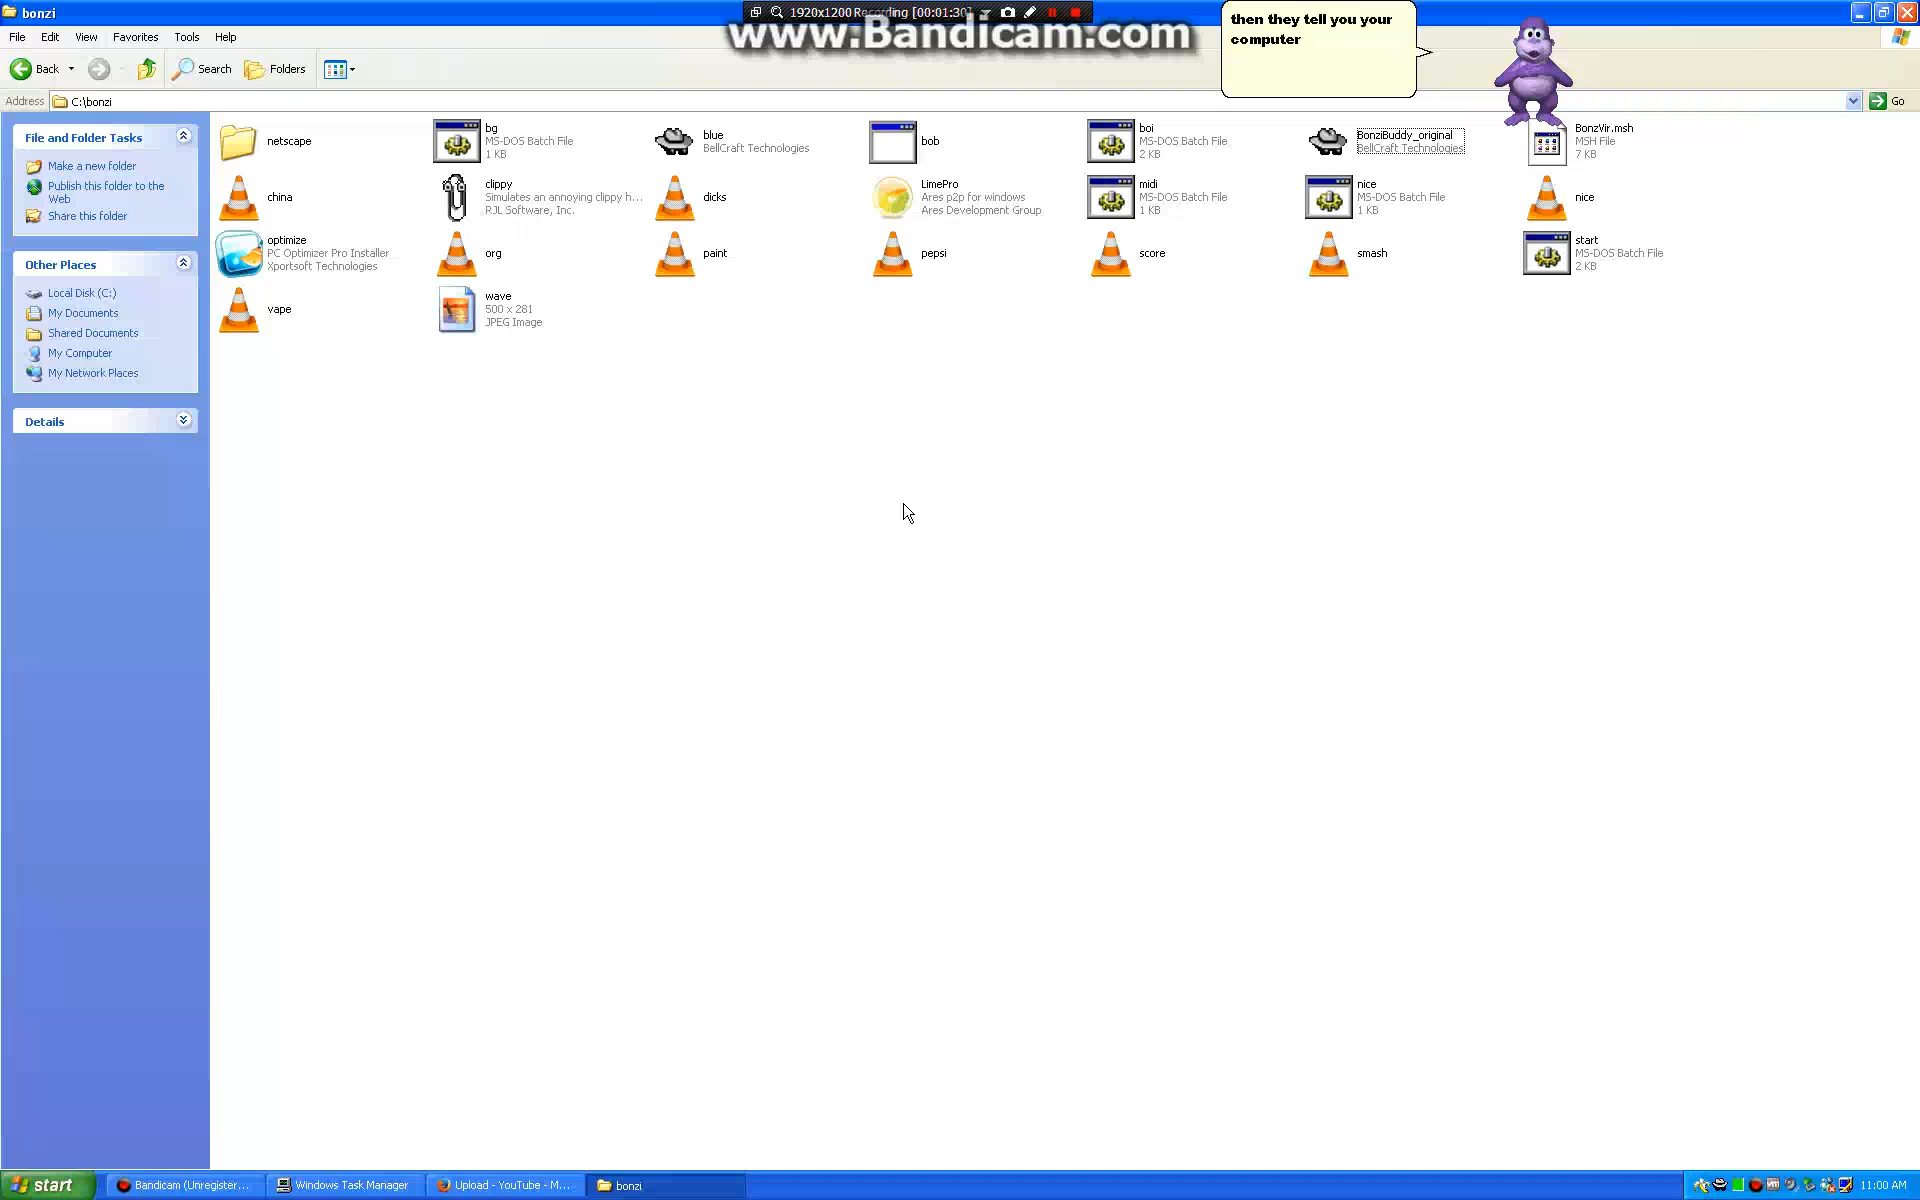 bonzi
1920x1200 Recording [00:01:30]
www.Bandicam.com
then they tell you your
computer
File Edit View Favorites Tools Help
Back Search Folders
Address C:\bonzi Go
File and Folder Tasks
Make a new folder
Publish this folder to the
Web
Share this folder
Other Places
Local Disk (C:)
My Documents
Shared Documents
My Computer
My Network Places
Details
netscape
bg
MS-DOS Batch File
1 KB
blue
BellCraft Technologies
bob
boi
MS-DOS Batch File
2 KB
BonziBuddy_original
BellCraft Technologies
BonzVir.msh
MSH File
7 KB
china
clippy
Simulates an annoying clippy h...
RJL Software, Inc.
dicks
LimePro
Ares p2p for windows
Ares Development Group
midi
MS-DOS Batch File
1 KB
nice
MS-DOS Batch File
1 KB
nice
optimize
PC Optimizer Pro Installer
Xportsoft Technologies
org
paint
pepsi
score
smash
start
MS-DOS Batch File
2 KB
vape
wave
500 x 281
JPEG Image
start
Bandicam (Unregister...
Windows Task Manager
Upload - YouTube - M...
bonzi
11:00 AM